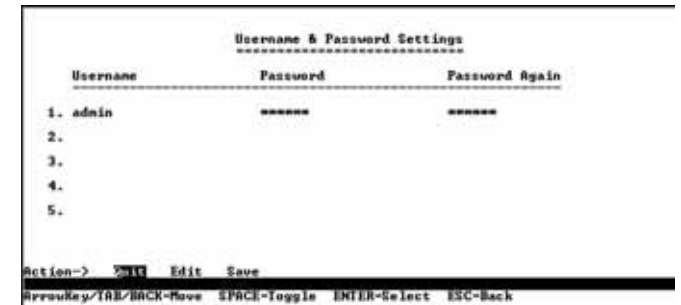 Username & Password Settings
Username Password Password Again
1. admin ****** ******
2.
3.
4.
5.
Action-> Quit Edit Save
ArrowKey/TAB/BACK-Move SPACE-Toggle ENTER-Select ESC-Back